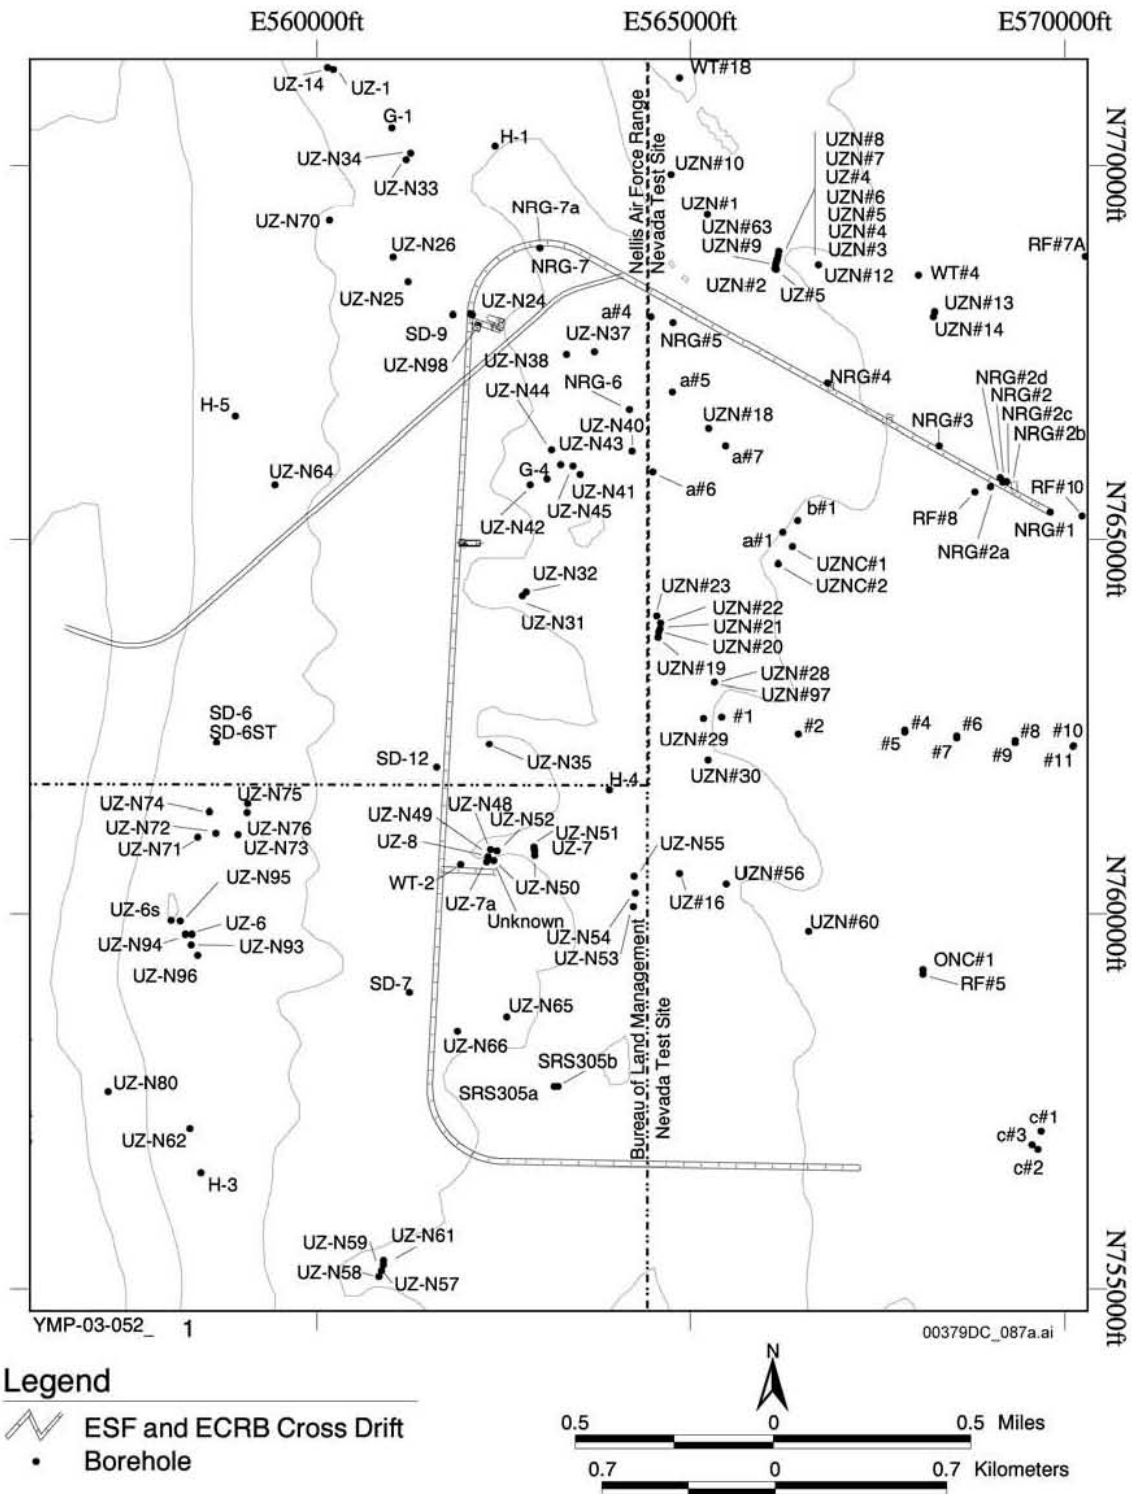 E560000ft
E565000ft
E570000ft
UZ-14
UZ-1
WT#18
G-1
H-1
UZ-N34
UZ-N33
UZN#10
UZN#8
UZN#7
UZ#4
UZN#6
UZN#5
UZN#4
UZN#3
N770000ft
UZ-N70
NRG-7a
Nellis Air Force Range
Nevada Test Site
UZN#1
UZN#63
UZN#9
UZN#2
UZ#5
UZN#12
RF#7A
UZ-N26
NRG-7
WT#4
UZ-N25
UZ-N24
a#4
UZN#13
UZN#14
SD-9
UZ-N37
NRG#5
UZ-N98
UZ-N38
UZ-N44
NRG-6
a#5
NRG#4
NRG#2d
NRG#2
NRG#2c
NRG#2b
H-5
UZ-N40
UZN#18
NRG#3
UZ-N43
a#7
UZ-N64
G-4
a#6
UZ-N41
UZ-N45
UZ-N42
RF#10
RF#8
NRG#1
NRG#2a
b#1
a#1
N765000ft
UZNC#1
UZNC#2
UZ-N32
UZ-N31
UZN#23
UZN#22
UZN#21
UZN#20
UZN#19
UZN#28
UZN#97
SD-6
SD-6ST
#1
#2
#4
#5
#6
#7
#8
#9
#10
#11
UZN#29
UZN#30
SD-12
UZ-N35
H-4
UZ-N74
UZ-N75
UZ-N72
UZ-N76
UZ-N71
UZ-N73
UZ-N48
UZ-N49
UZ-N52
UZ-8
UZ-N51
UZ-7
WT-2
UZ-N50
UZ-7a
Unknown
UZ-N55
UZN#56
UZ#16
UZ-N54
UZ-N53
N760000ft
UZ-N95
UZ-6s
UZ-6
UZ-N94
UZ-N93
UZ-N96
UZN#60
ONC#1
RF#5
SD-7
UZ-N65
UZ-N66
Bureau of Land Management
Nevada Test Site
SRS305b
SRS305a
UZ-N80
UZ-N62
H-3
c#1
c#3
c#2
UZ-N59
UZ-N61
UZ-N58
UZ-N57
N755000ft
YMP-03-052_ 1
00379DC_087a.ai
Legend
ESF and ECRB Cross Drift
Borehole
N
0.5 0 0.5 Miles
0.7 0 0.7 Kilometers